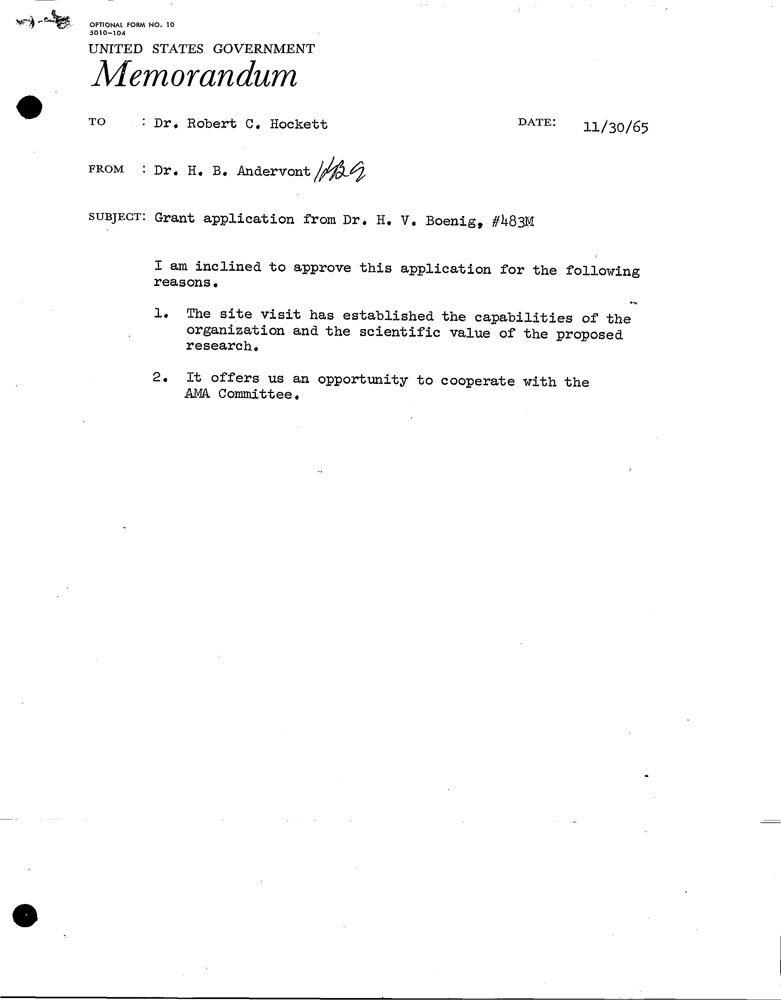 OPTIONAL FORM NO. 10
5010-104
UNITED STATES GOVERNMENT
Memorandum
TO : Dr. Robert C. Hockett DATE: 11/30/65
FROM : Dr. H. B. Andervont
SUBJECT: Grant application from Dr. H. V. Boenig, #483M
I am inclined to approve this application for the following
reasons.
1. The site visit has established the capabilities of the
organization and the scientific value of the proposed
research.
2. It offers us an opportunity to cooperate with the
AMA Committee.